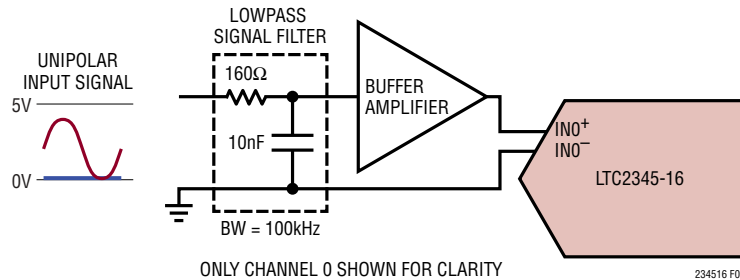 LOWPASS
SIGNAL FILTER
UNIPOLAR
INPUT SIGNAL
160Ω
BUFFER
AMPLIFIER
5V
IN0+
IN0−
10nF
LTC2345-16
0V
BW = 100kHz
ONLY CHANNEL 0 SHOWN FOR CLARITY
234516 F0